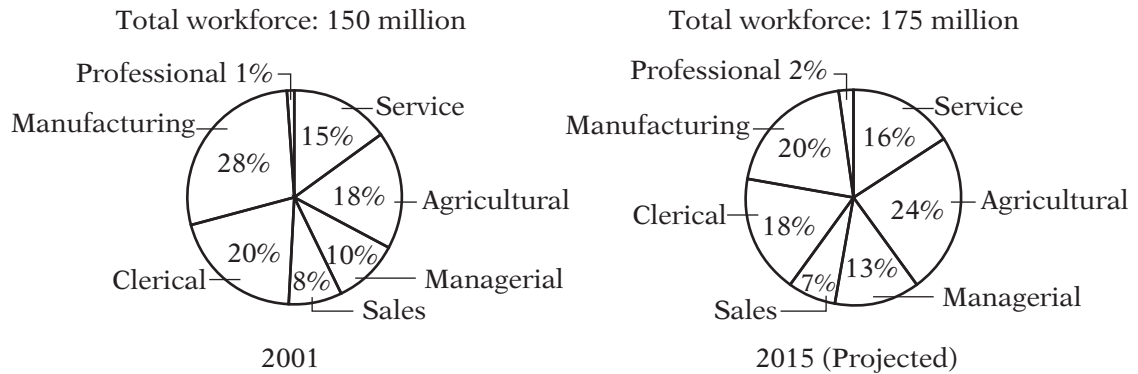 Total workforce: 150 million
Professional 1%
Service
Manufacturing
15%
28%
18%
Agricultural
20%
10%
Clerical
8%
Managerial
Sales
2001
Total workforce: 175 million
Professional 2%
Service
Manufacturing
16%
20%
Agricultural
24%
Clerical
18%
13%
7%
Managerial
Sales
2015 (Projected)